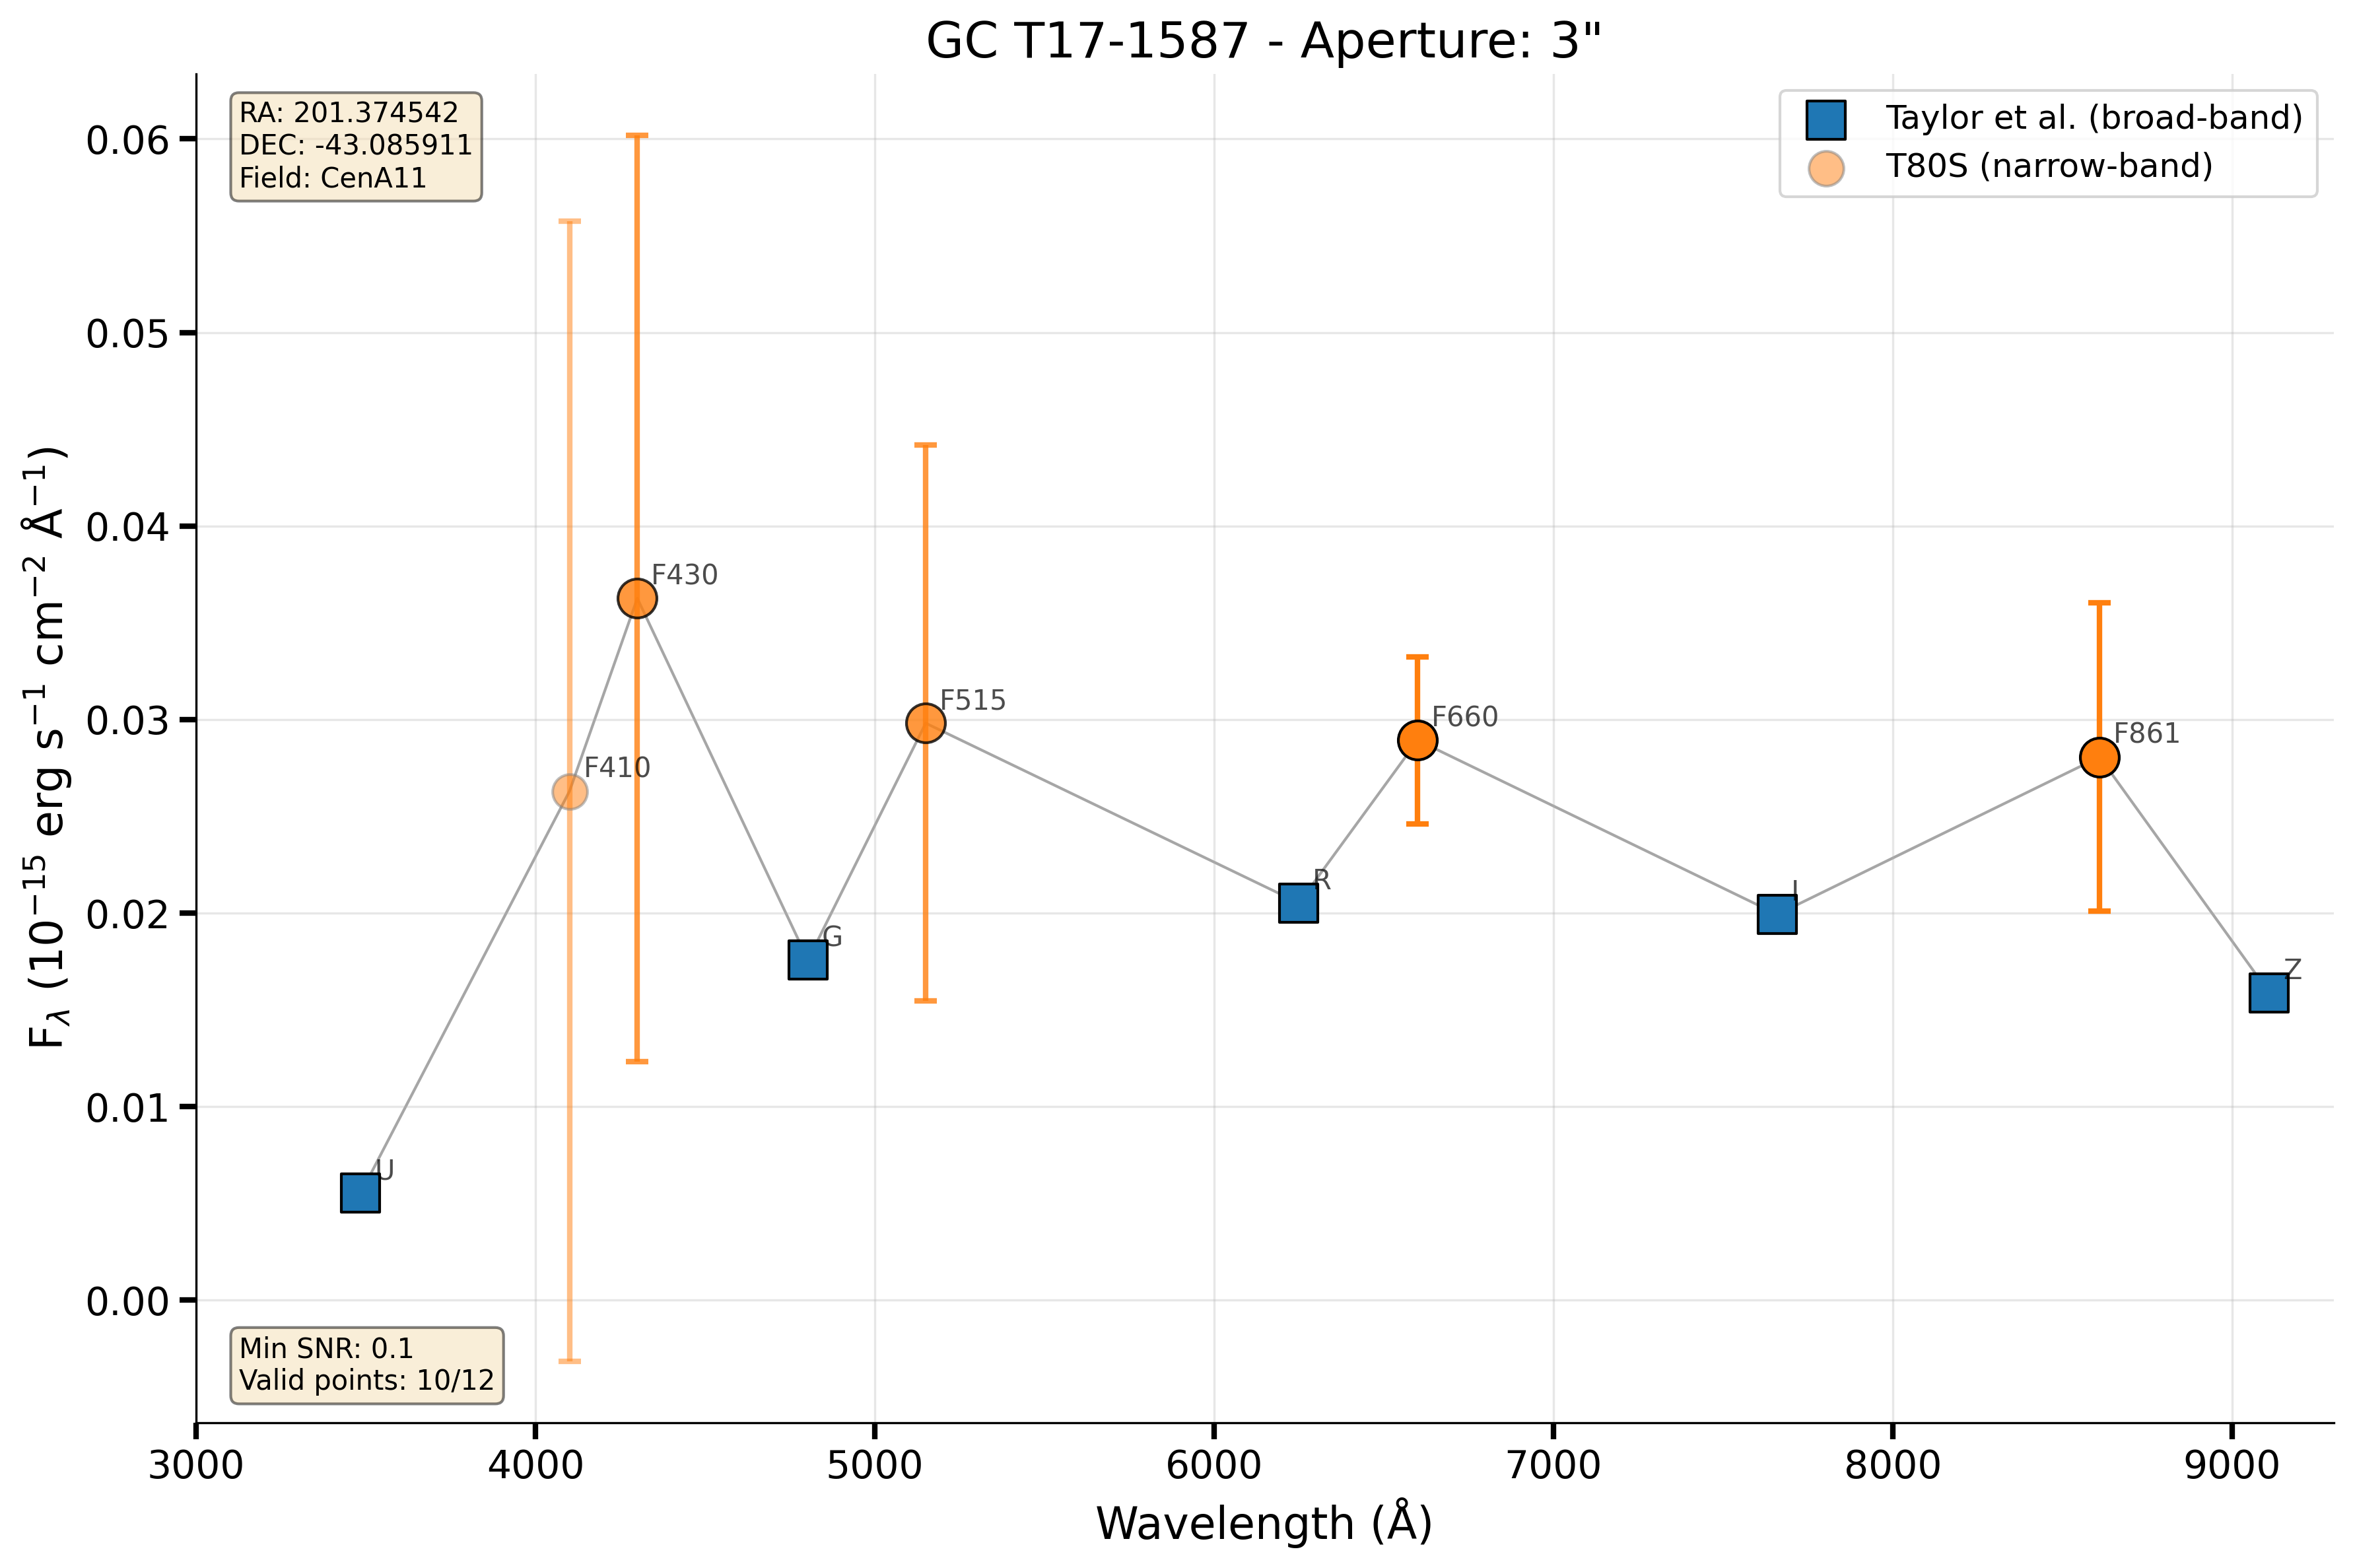 GC T17-1587 - Aperture: 3"
RA: 201.374542
DEC: -43.085911
Field: CenA11
Taylor et al. (broad-band)
T80S (narrow-band)
0.06
0.05
0.04
0.03
0.02
0.01
0.00
F430
F515
F660
F861
F410
R
I
G
Z
U
Min SNR: 0.1
Valid points: 10/12
3000 4000 5000 6000 7000 8000 9000
Wavelength (Å)
F_λ (10⁻¹⁵ erg s⁻¹ cm⁻² Å⁻¹)